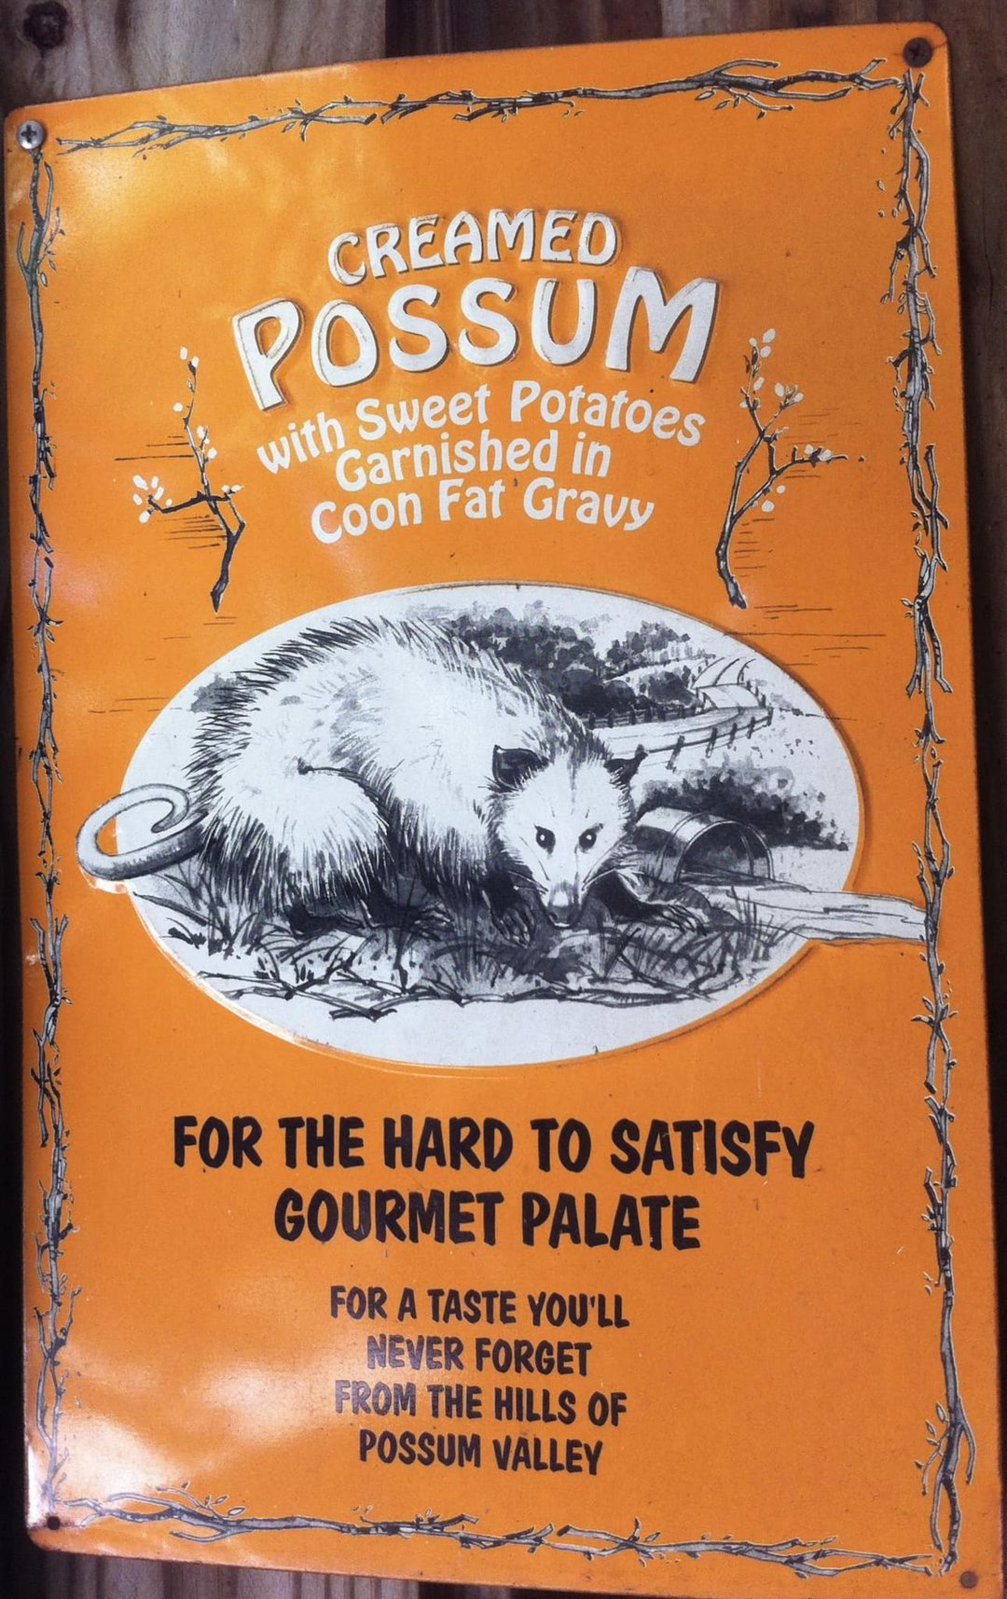 CREAMED
POSSUM
with Sweet Potatoes
Garnished in
Coon Fat Gravy
FOR THE HARD TO SATISFY
GOURMET PALATE
FOR A TASTE YOU'LL
NEVER FORGET
FROM THE HILLS OF
POSSUM VALLEY